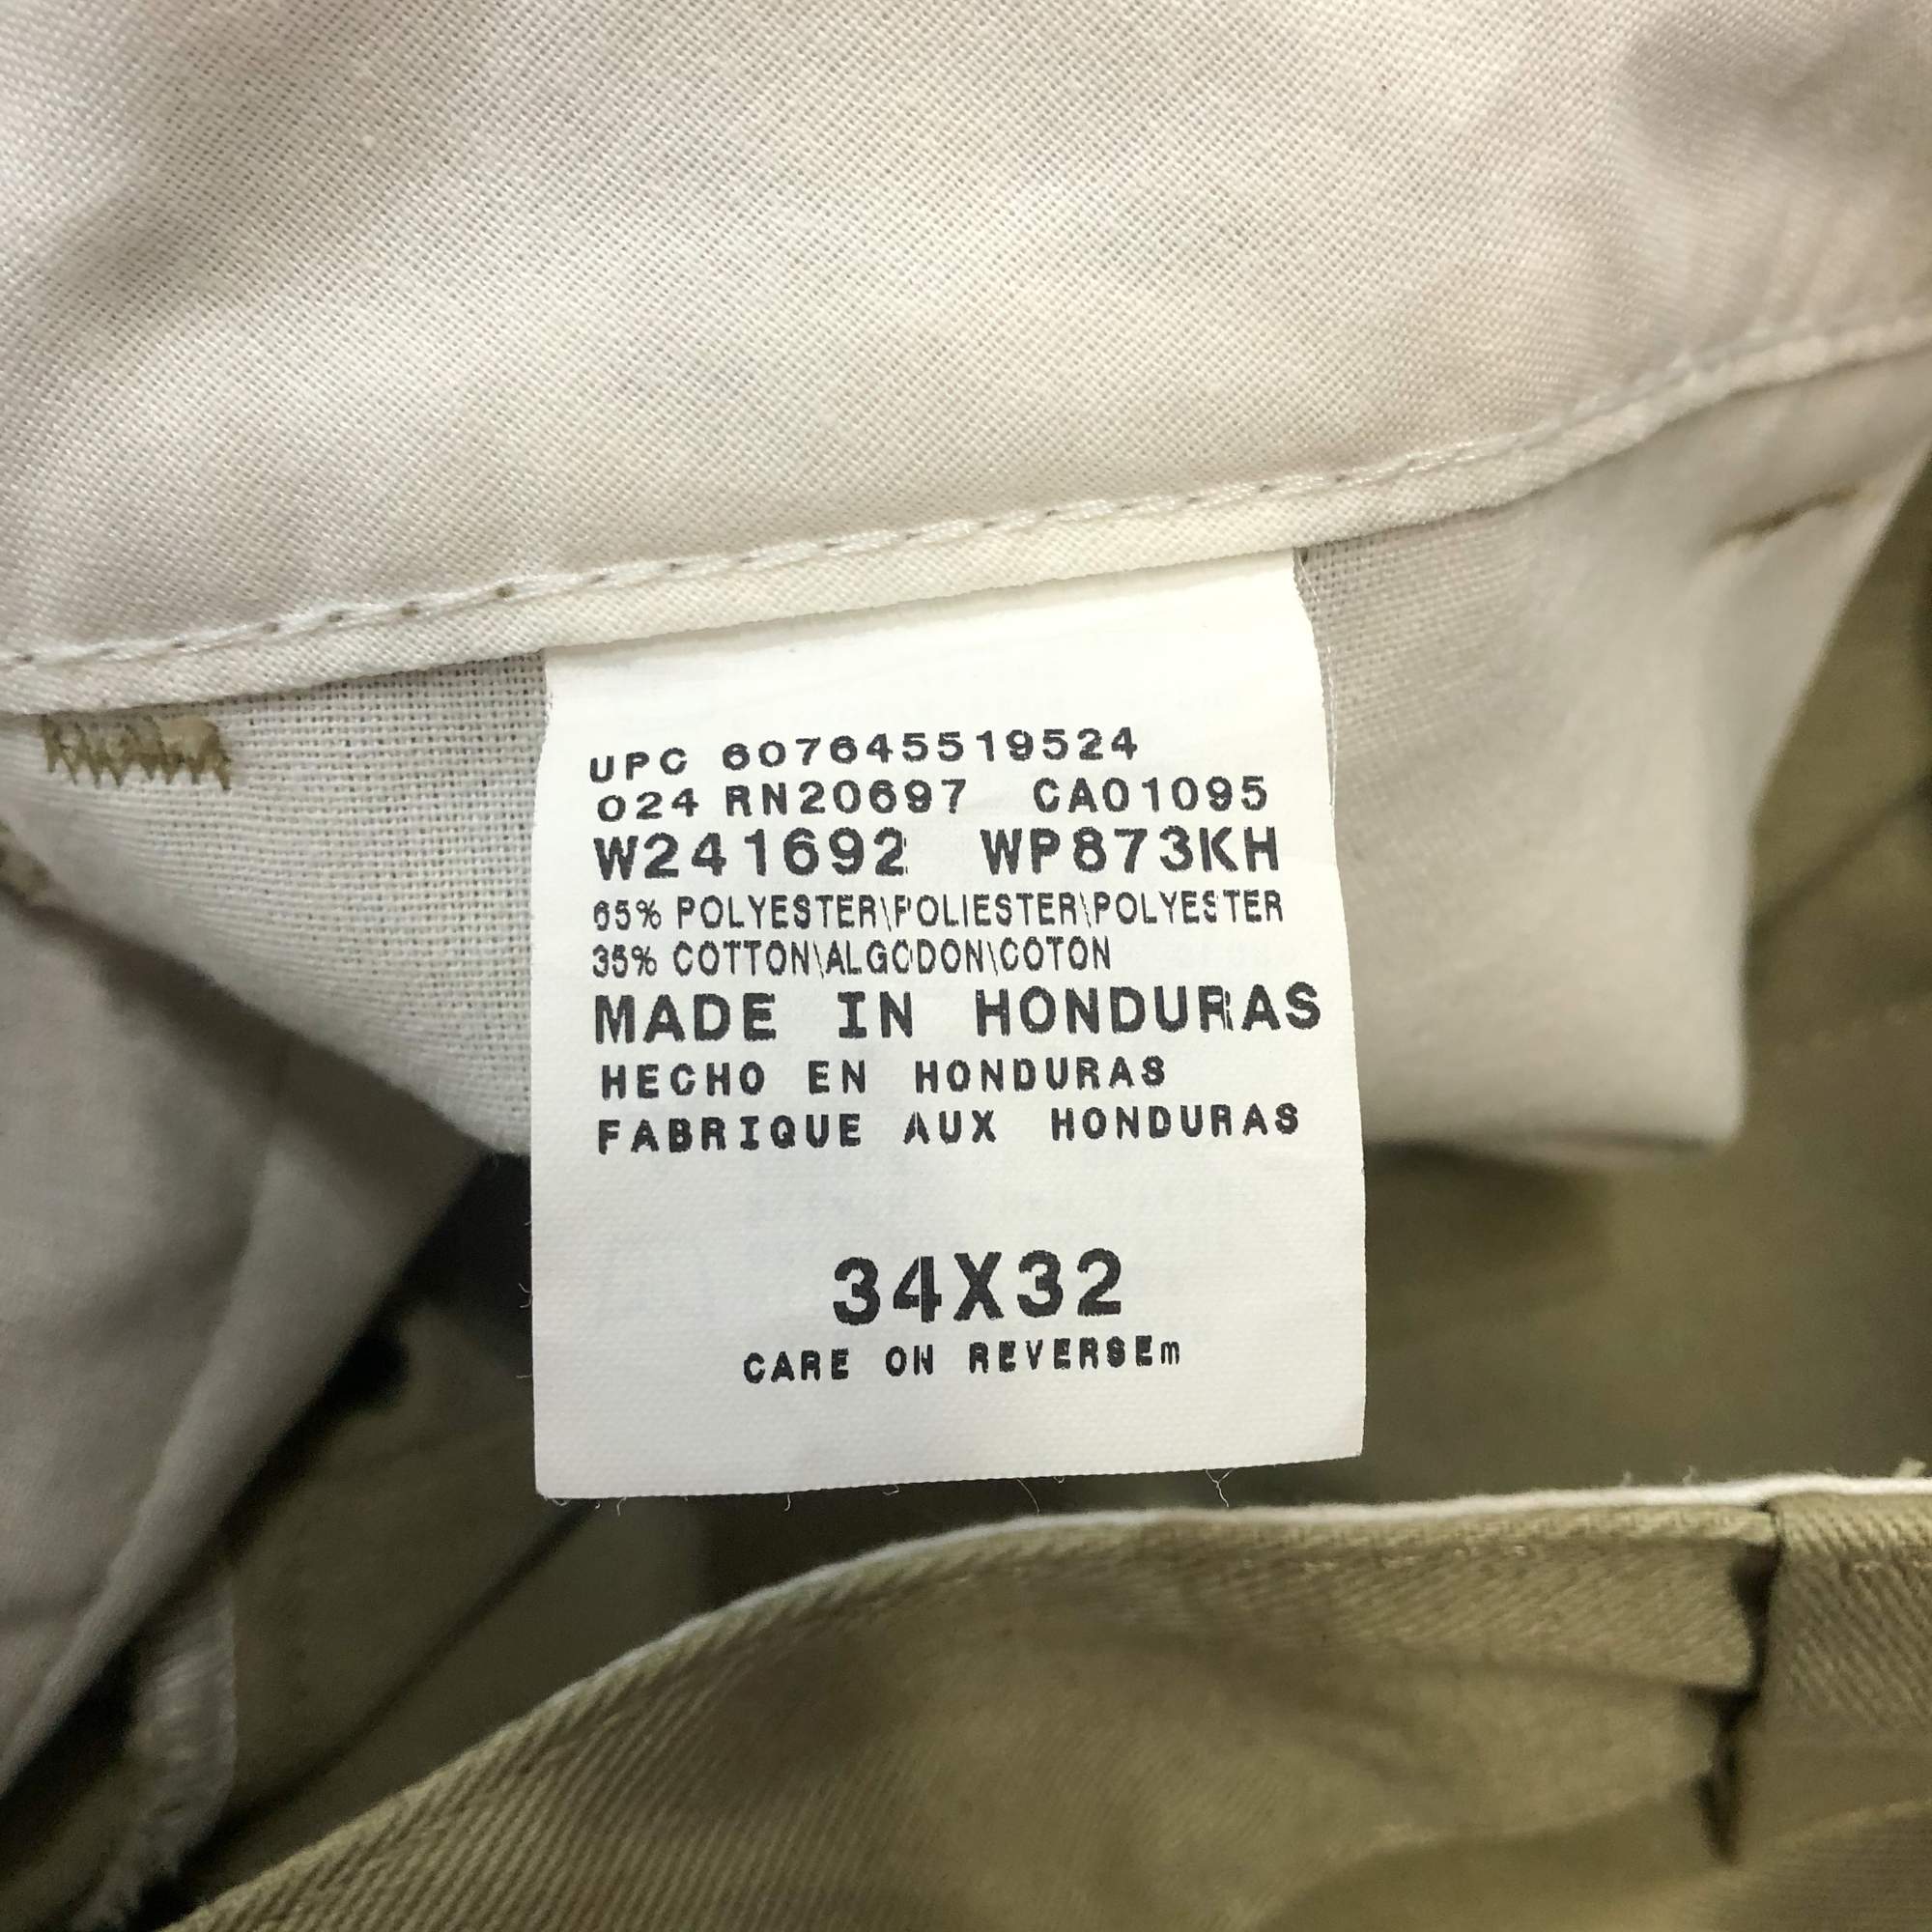 UPC 607645519524
024 RN20697 CA01095
W241692 WP873KH
65% POLYESTER\POLIESTER\POLYESTER
35% COTTON\ALGODON\COTON
MADE IN HONDURAS
HECHO EN HONDURAS
FABRIQUE AUX HONDURAS
34X32
CARE ON REVERSEm